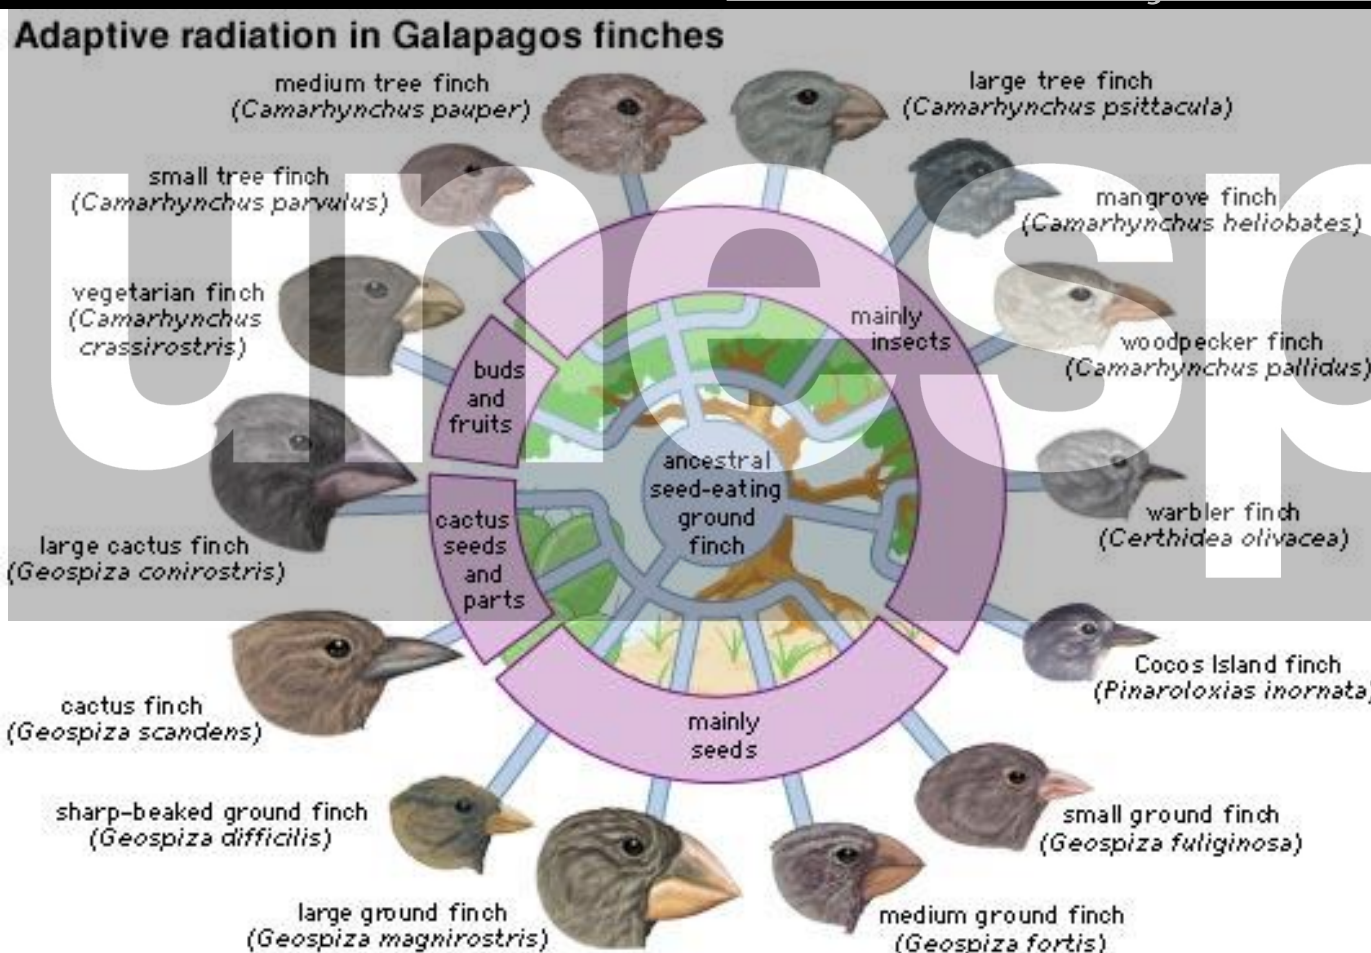 Adaptive radiation in Galapagos finches
medium tree finch
(Camarhynchus pauper)
large tree finch
(Camarhynchus psittacula)
small tree finch
(Camarhynchus parvulus)
mangrove finch
(Camarhynchus heliobates)
vegetarian finch
(Camarhynchus
crassirostris)
woodpecker finch
(Camarhynchus pallidus)
mainly
insects
buds
and
fruits
ancestral
seed-eating
ground
finch
warbler finch
(Certhidea olivacea)
large cactus finch
(Geospiza conirostris)
cactus
seeds
and
parts
Cocos Island finch
(Pinaroloxias inornata)
cactus finch
(Geospiza scandens)
mainly
seeds
sharp-beaked ground finch
(Geospiza difficilis)
small ground finch
(Geospiza fuliginosa)
large ground finch
(Geospiza magnirostris)
medium ground finch
(Geospiza fortis)
unesp